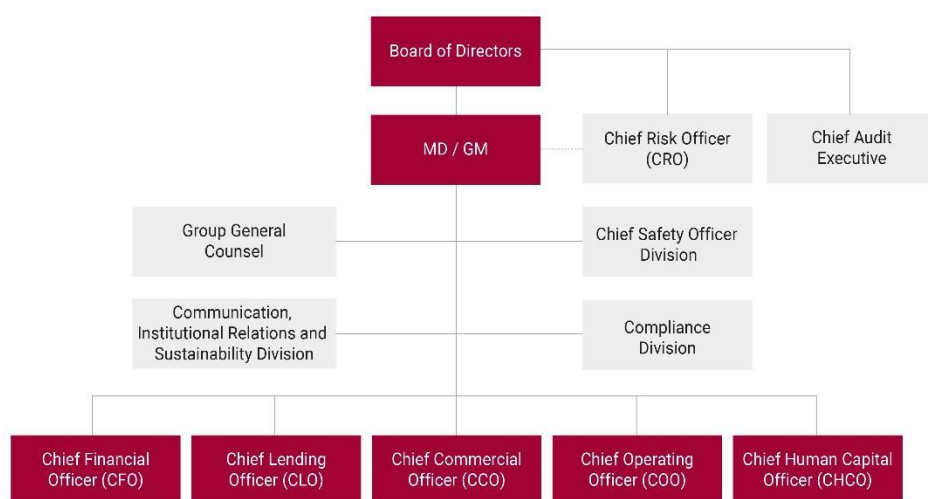 Board of Directors
MD / GM
Chief Risk Officer
(CRO)
Chief Audit
Executive
Group General
Counsel
Chief Safety Officer
Division
Communication,
Institutional Relations and
Sustainability Division
Compliance
Division
Chief Financial
Officer (CFO)
Chief Lending
Officer (CLO)
Chief Commercial
Officer (CCO)
Chief Operating
Officer (COO)
Chief Human Capital
Officer (CHCO)